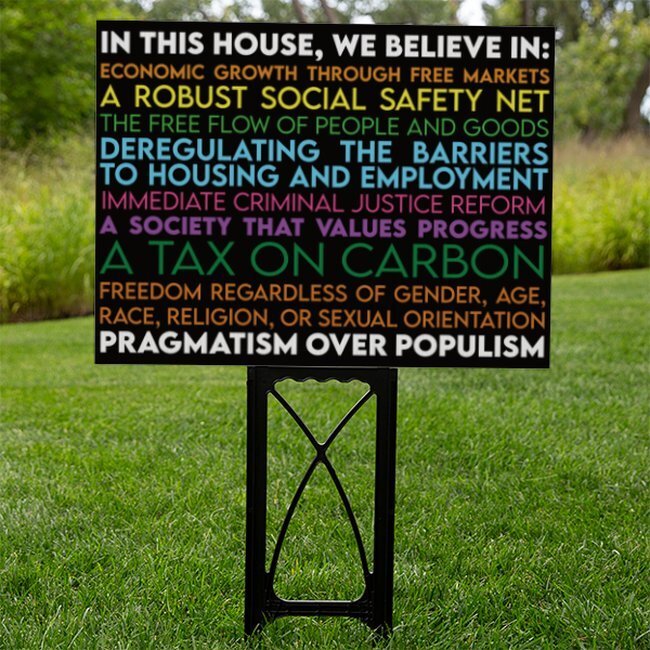 IN THIS HOUSE, WE BELIEVE IN:
ECONOMIC GROWTH THROUGH FREE MARKETS
A ROBUST SOCIAL SAFETY NET
THE FREE FLOW OF PEOPLE AND GOODS
DEREGULATING THE BARRIERS
TO HOUSING AND EMPLOYMENT
IMMEDIATE CRIMINAL JUSTICE REFORM
A SOCIETY THAT VALUES PROGRESS
A TAX ON CARBON
FREEDOM REGARDLESS OF GENDER, AGE,
RACE, RELIGION, OR SEXUAL ORIENTATION
PRAGMATISM OVER POPULISM